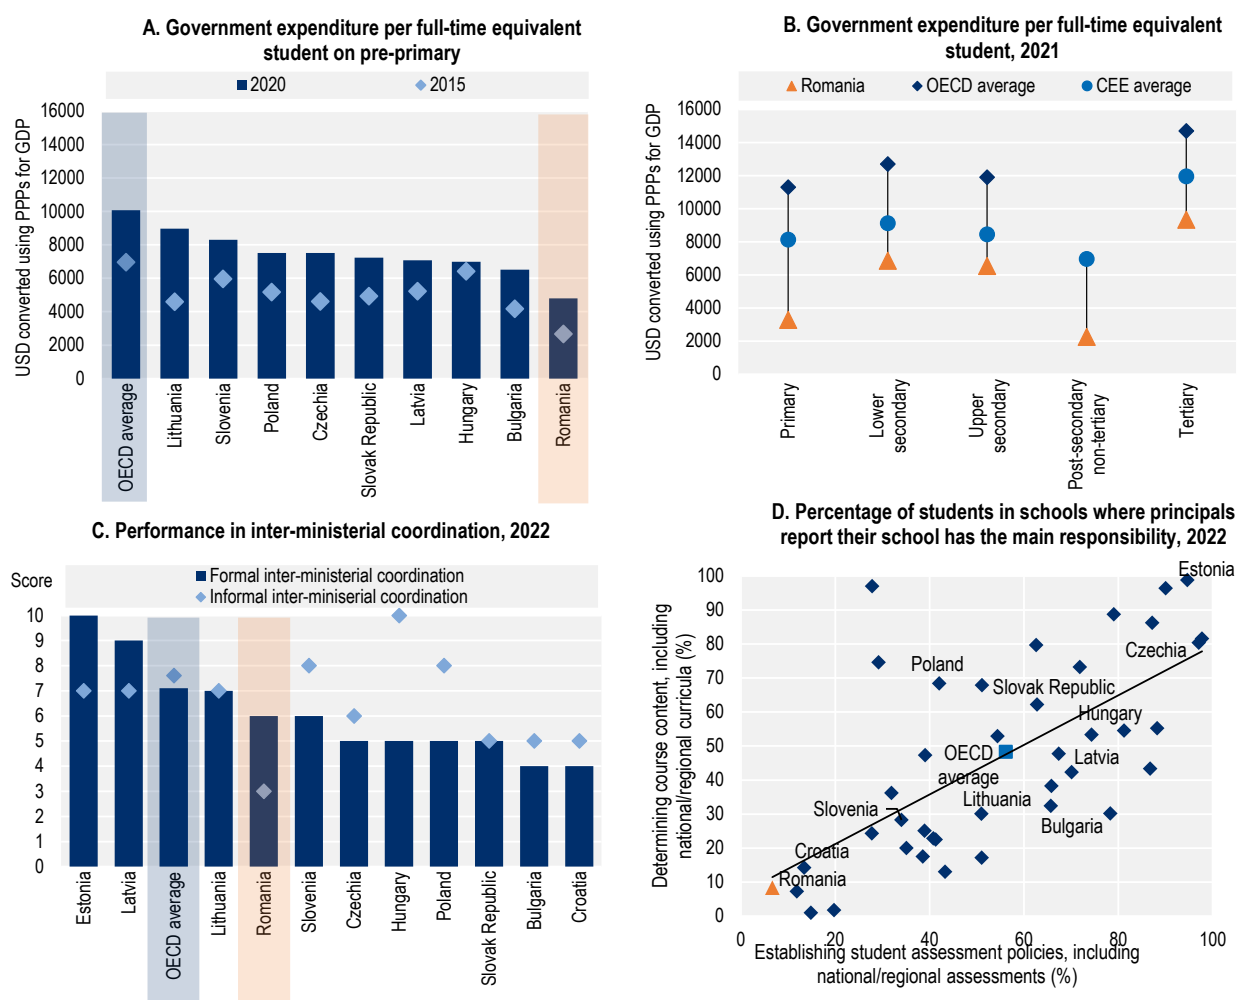 A. Government expenditure per full-time equivalent
student on pre-primary
2020
2015
USD converted using PPPs for GDP
16000
14000
12000
10000
8000
6000
4000
2000
0
OECD average
Lithuania
Slovenia
Poland
Czechia
Slovak Republic
Latvia
Hungary
Bulgaria
Romania
B. Government expenditure per full-time equivalent
student, 2021
Romania
OECD average
CEE average
USD converted using PPPs for GDP
16000
14000
12000
10000
8000
6000
4000
2000
0
Primary
Lower
secondary
Upper
secondary
Post-secondary
non-tertiary
Tertiary
C. Performance in inter-ministerial coordination, 2022
Score
Formal inter-ministerial coordination
Informal inter-miniserial coordination
10
9
8
7
6
5
4
3
2
1
0
Estonia
Latvia
OECD average
Lithuania
Romania
Slovenia
Czechia
Hungary
Poland
Slovak Republic
Bulgaria
Croatia
D. Percentage of students in schools where principals
report their school has the main responsibility, 2022
Determining course content, including
national/regional curricula (%)
100
90
80
70
60
50
40
30
20
10
0
Estonia
Czechia
Poland
Slovak Republic
Hungary
OECD
average
Latvia
Lithuania
Slovenia
Bulgaria
Croatia
Romania
0
20
40
60
80
100
Establishing student assessment policies, including
national/regional assessments (%)